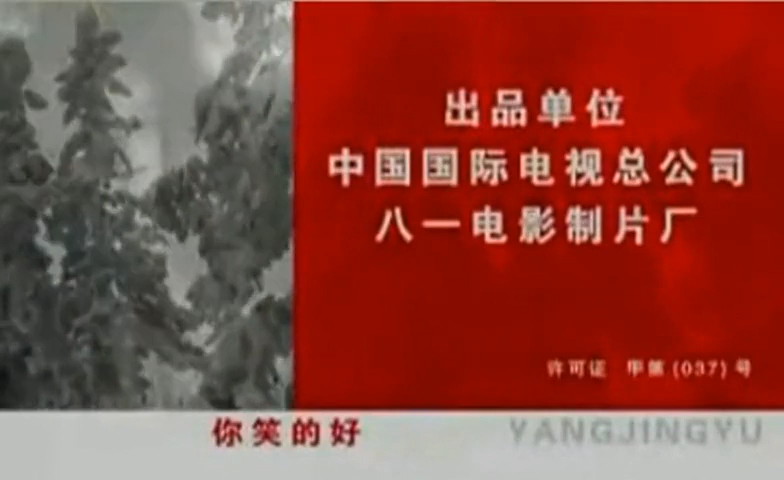 出品单位
中国国际电视总公司
八一电影制片厂
许可证 甲第(037)号
你笑的好
YANGJINGYU